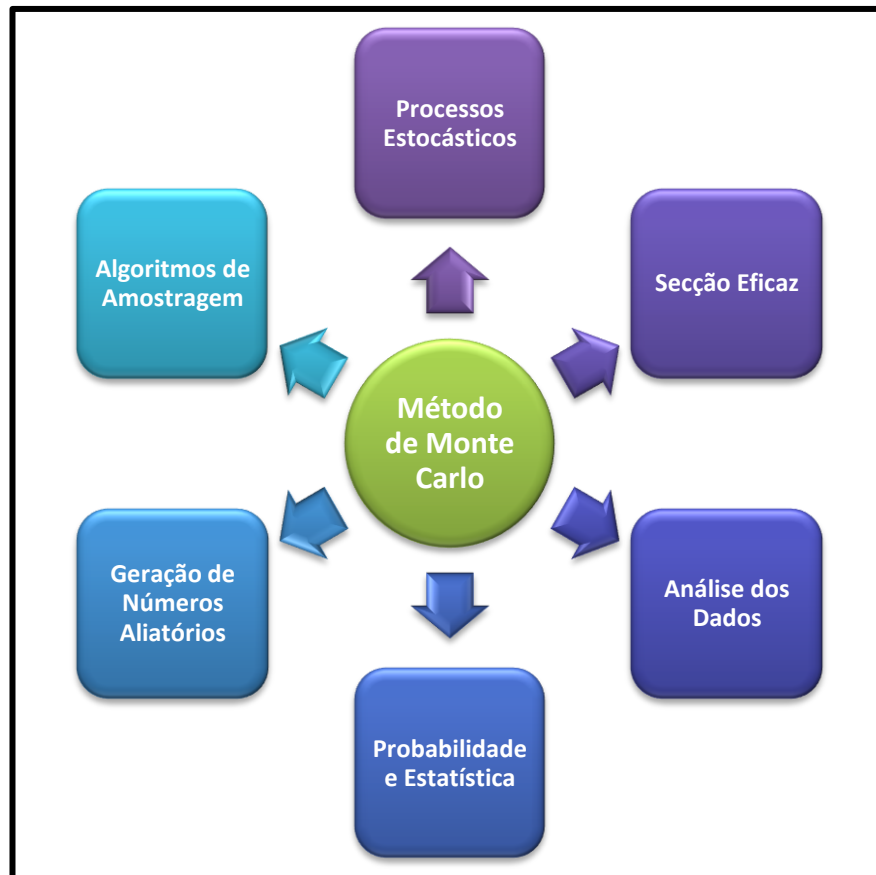 Processos
Estocásticos
Algoritmos de
Amostragem
Secção Eficaz
Método
de Monte
Carlo
Geração de
Números
Aliatórios
Análise dos
Dados
Probabilidade
e Estatística